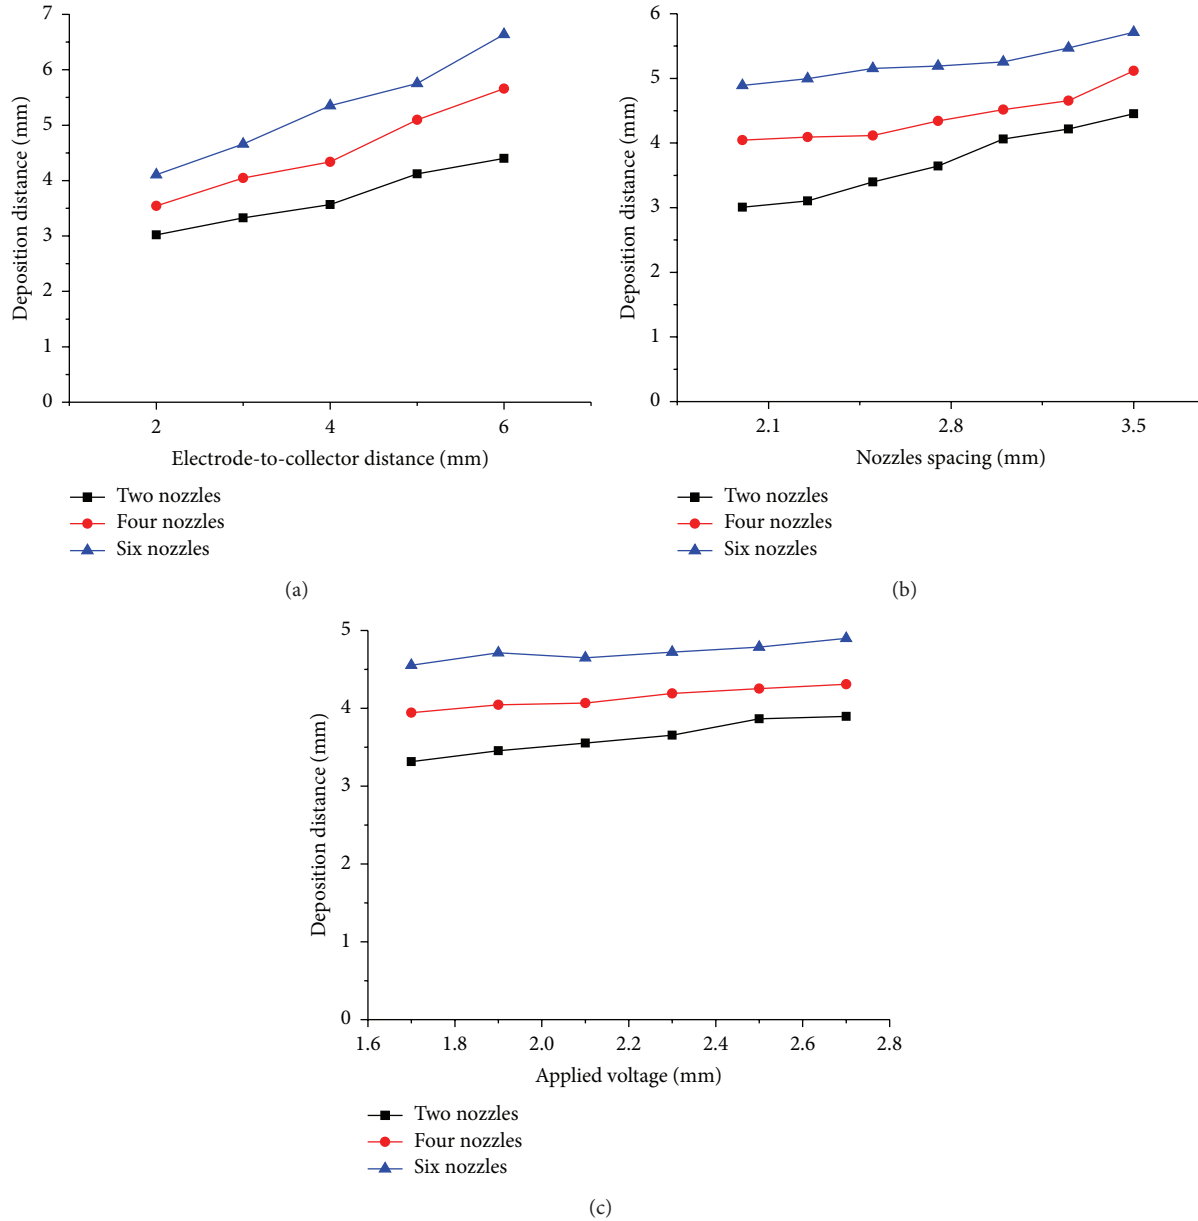 7
6
5
4
3
2
1
0
Deposition distance (mm)
2
4
6
Electrode-to-collector distance (mm)
Two nozzles
Four nozzles
Six nozzles
(a)
6
5
4
3
2
1
0
Deposition distance (mm)
2.1
2.8
3.5
Nozzles spacing (mm)
Two nozzles
Four nozzles
Six nozzles
(b)
5
4
3
2
1
0
Deposition distance (mm)
1.6
1.8
2.0
2.2
2.4
2.6
2.8
Applied voltage (mm)
Two nozzles
Four nozzles
Six nozzles
(c)